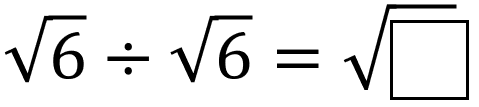 √6 ÷ √6 = √□